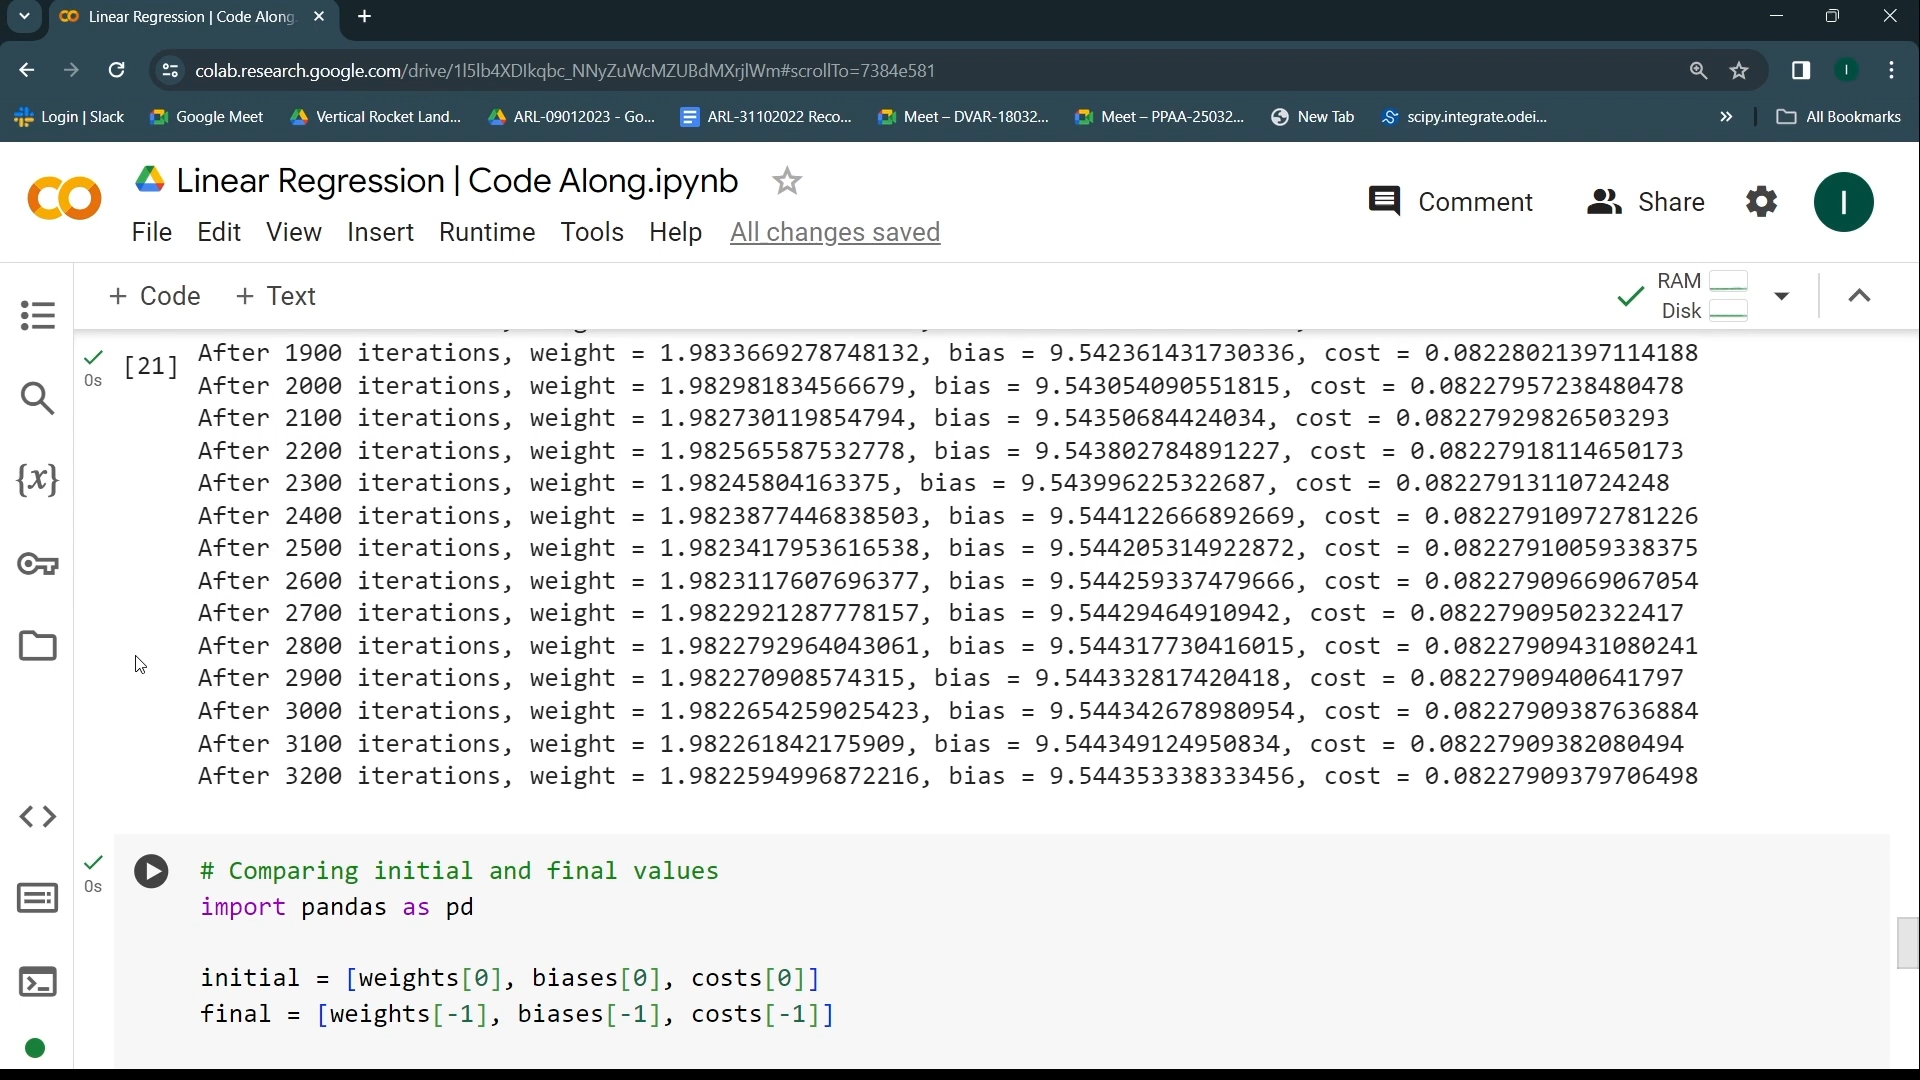 Linear Regression | Code Along.
colab.research.google.com/drive/1I5lb4XDIkqbc_NNyZuWcMZUBdMXrjlWm#scrollTo=7384e581
Login | Slack Google Meet Vertical Rocket Land... ARL-09012023 - Go... ARL-31102022 Reco... Meet – DVAR-18032... Meet – PPAA-25032... New Tab scipy.integrate.odei... » All Bookmarks
Linear Regression | Code Along.ipynb
Comment Share I
File Edit View Insert Runtime Tools Help All changes saved
+ Code + Text
RAM
Disk
[21]
0s
After 1900 iterations, weight = 1.9833669278748132, bias = 9.542361431730336, cost = 0.08228021397114188
After 2000 iterations, weight = 1.982981834566679, bias = 9.543054090551815, cost = 0.08227957238480478
After 2100 iterations, weight = 1.982730119854794, bias = 9.54350684424034, cost = 0.08227929826503293
After 2200 iterations, weight = 1.982565587532778, bias = 9.543802784891227, cost = 0.082279181146501​73
After 2300 iterations, weight = 1.98245804163375, bias = 9.543996225322687, cost = 0.08227913110724248
After 2400 iterations, weight = 1.9823877446838503, bias = 9.544122666892669, cost = 0.08227910972781226
After 2500 iterations, weight = 1.9823417953616538, bias = 9.544205314922872, cost = 0.08227910059338375
After 2600 iterations, weight = 1.9823117607696377, bias = 9.544259337479666, cost = 0.08227909669067054
After 2700 iterations, weight = 1.9822921287778157, bias = 9.54429464910942, cost = 0.08227909502322417
After 2800 iterations, weight = 1.9822792964043061, bias = 9.544317730416015, cost = 0.08227909431080241
After 2900 iterations, weight = 1.982270908574315, bias = 9.544332817420418, cost = 0.08227909400641797
After 3000 iterations, weight = 1.9822654259025423, bias = 9.544342678980954, cost = 0.08227909387636884
After 3100 iterations, weight = 1.982261842175909, bias = 9.544349124950834, cost = 0.08227909382080494
After 3200 iterations, weight = 1.9822594996872216, bias = 9.544353338333456, cost = 0.08227909379706498
0s
# Comparing initial and final values
import pandas as pd
initial = [weights[0], biases[0], costs[0]]
final = [weights[-1], biases[-1], costs[-1]]